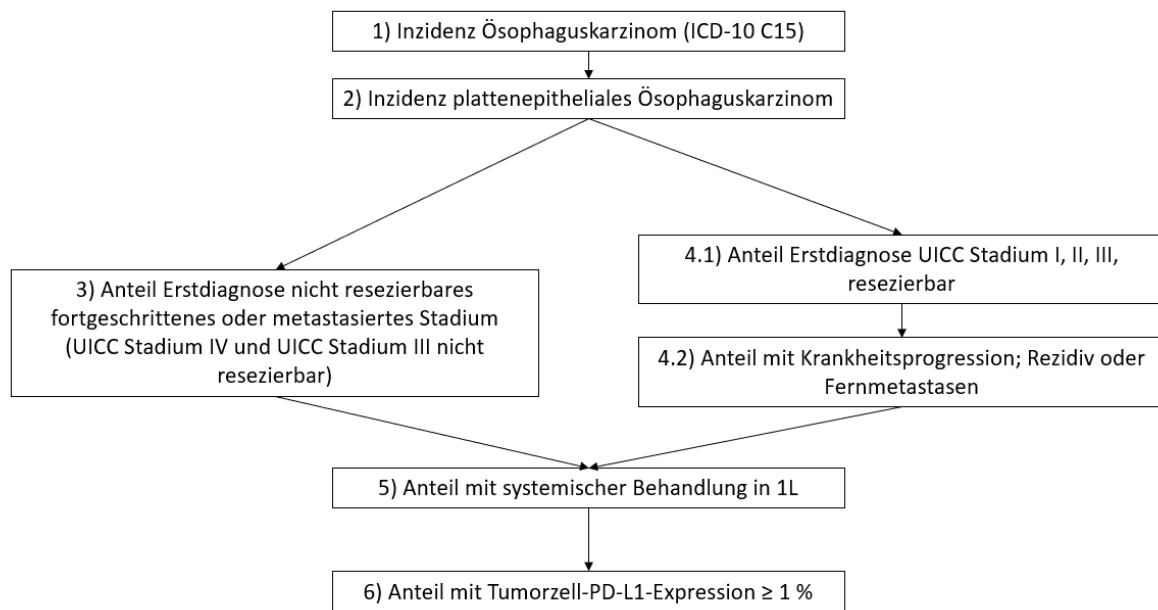 1) Inzidenz Ösophaguskarzinom (ICD-10 C15)
2) Inzidenz plattenepitheliales Ösophaguskarzinom
3) Anteil Erstdiagnose nicht resezierbares
fortgeschrittenes oder metastasiertes Stadium
(UICC Stadium IV und UICC Stadium III nicht
resezierbar)
4.1) Anteil Erstdiagnose UICC Stadium I, II, III,
resezierbar
4.2) Anteil mit Krankheitsprogression; Rezidiv oder
Fernmetastasen
5) Anteil mit systemischer Behandlung in 1L
6) Anteil mit Tumorzell-PD-L1-Expression ≥ 1 %